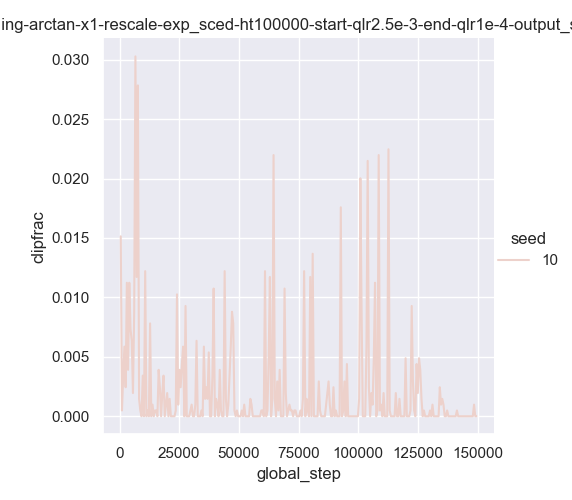 ing-arctan-x1-rescale-exp_sced-ht100000-start-qlr2.5e-3-end-qlr1e-4-output_s
0.030
0.025
0.020
0.015
0.010
0.005
0.000
dipfrac
0 25000 50000 75000 100000 125000 150000
global_step
seed
10